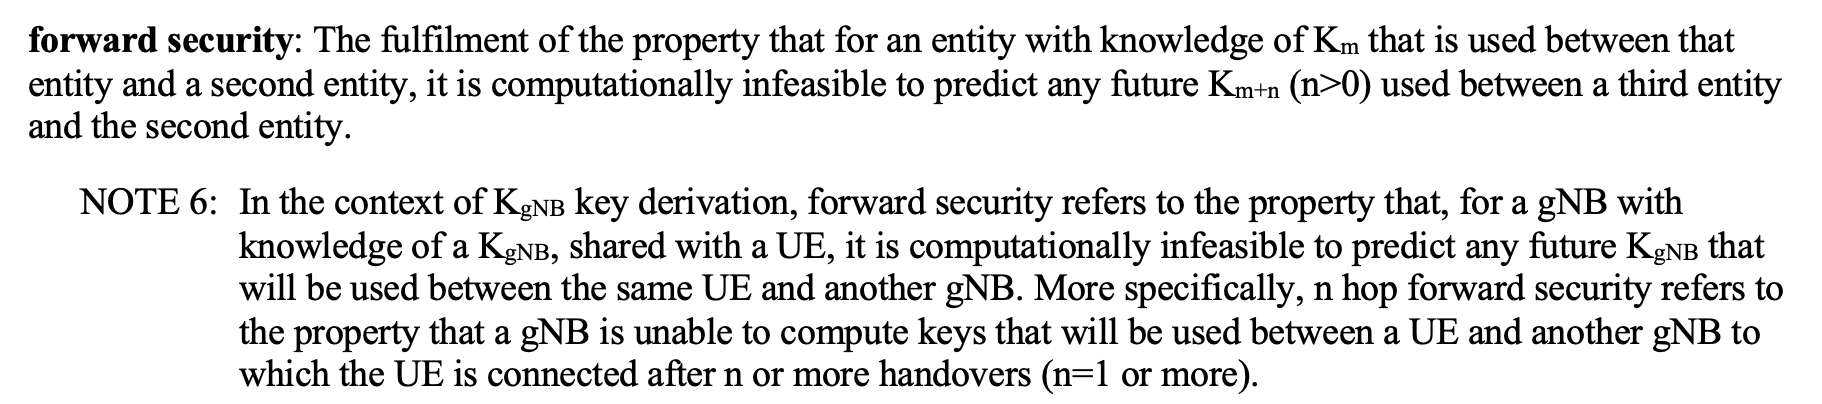 forward security: The fulfilment of the property that for an entity with knowledge of Km that is used between that
entity and a second entity, it is computationally infeasible to predict any future Km+n (n>0) used between a third entity
and the second entity.
NOTE 6: In the context of KgNB key derivation, forward security refers to the property that, for a gNB with
knowledge of a KgNB, shared with a UE, it is computationally infeasible to predict any future KgNB that
will be used between the same UE and another gNB. More specifically, n hop forward security refers to
the property that a gNB is unable to compute keys that will be used between a UE and another gNB to
which the UE is connected after n or more handovers (n=1 or more).